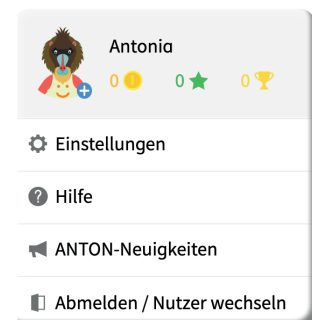 Antonia
0 0 0
Einstellungen
Hilfe
ANTON-Neuigkeiten
Abmelden / Nutzer wechseln